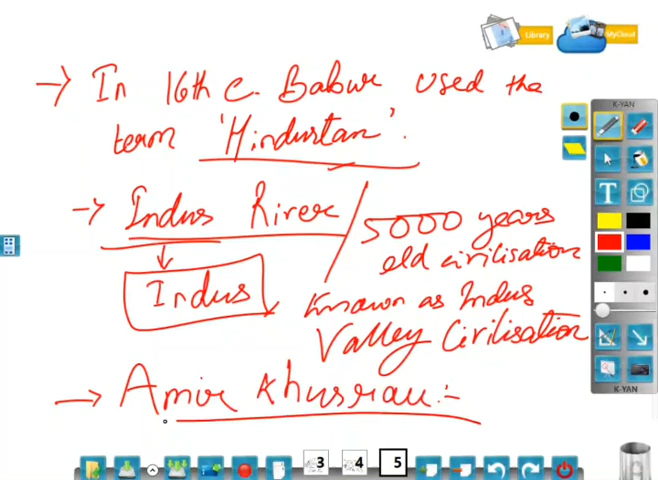 Library
MyCloud
→ In 16th C. Babur used the
term 'Hindustan'.
K-YAN
→ Indus River / 5000 years
old civilisation
Indus
known as Indus
Valley Civilisation
→ Amir Khusrau:-
T
K-YAN
3 4 5